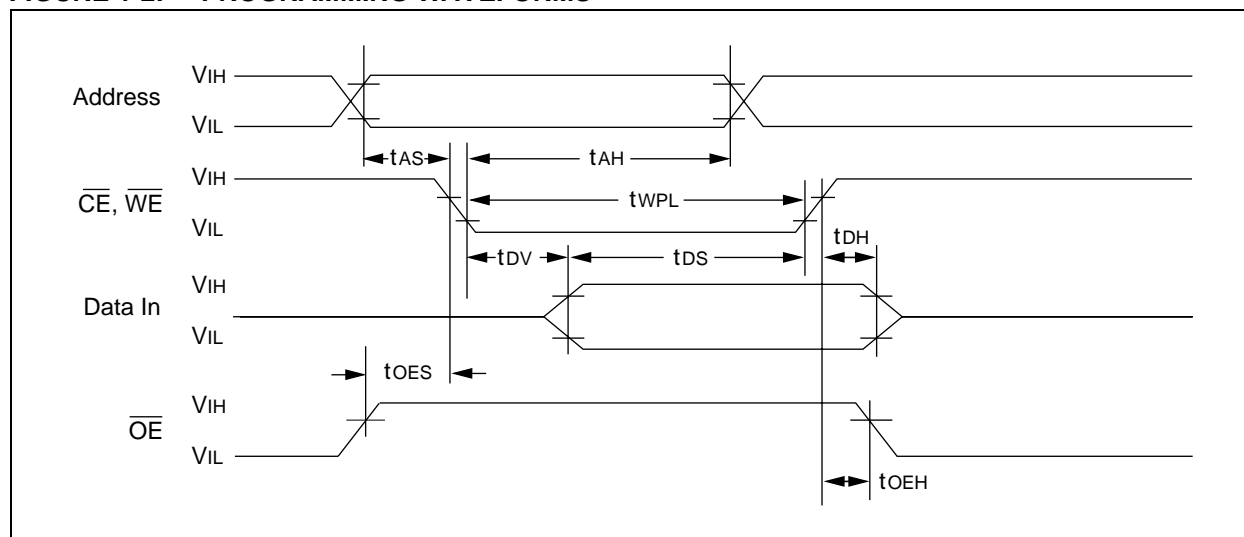 FIGURE 1-2: PROGRAMMING WAVEFORMS
Address
VIH
VIL
tAS
tAH
CE, WE
VIH
VIL
tWPL
tDV
tDS
tDH
Data In
VIH
VIL
tOES
OE
VIH
VIL
tOEH